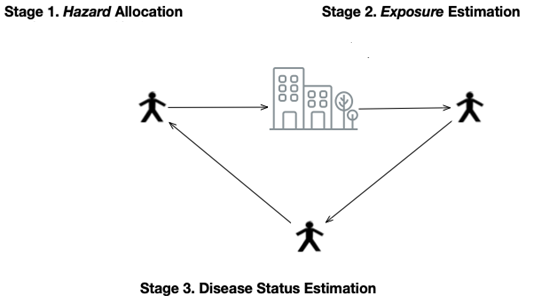 Stage 1. Hazard Allocation
Stage 2. Exposure Estimation
Stage 3. Disease Status Estimation